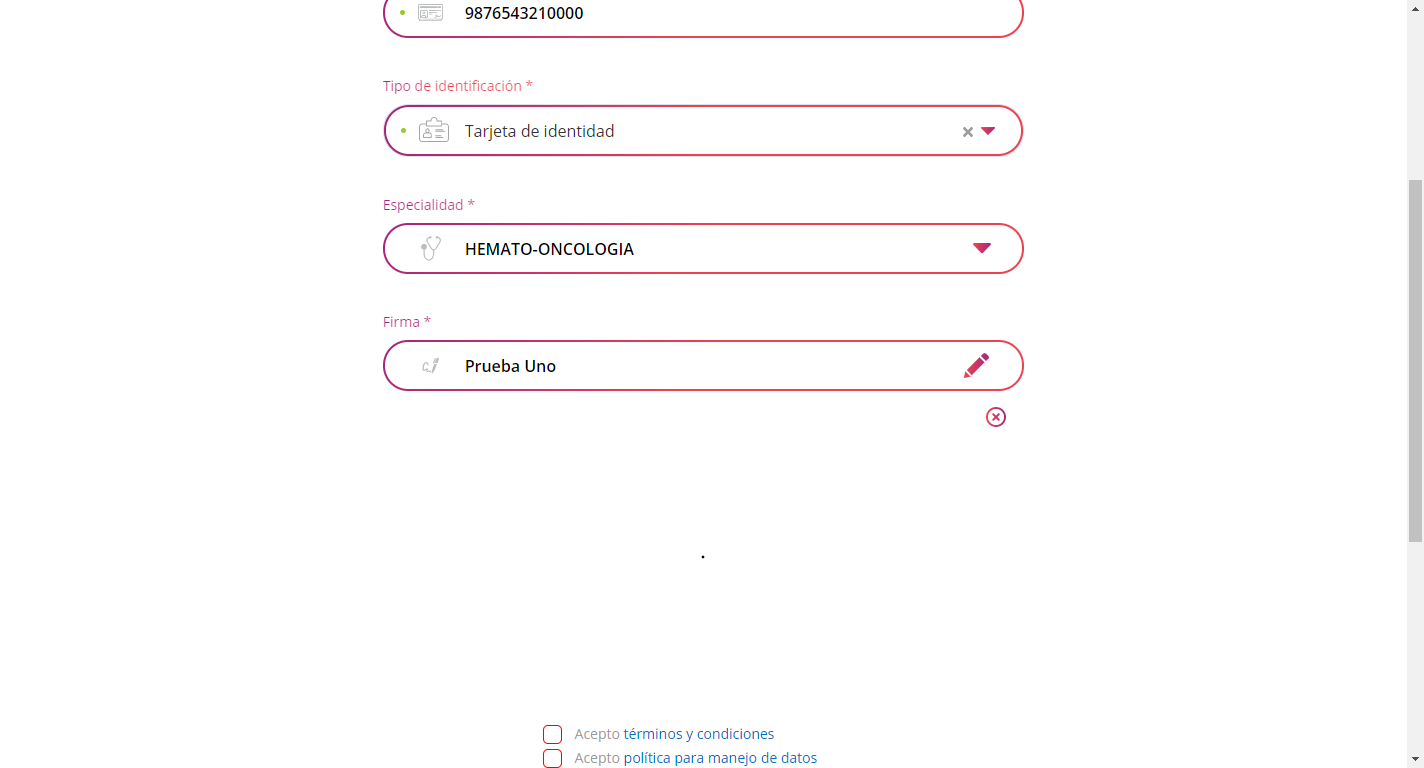 9876543210000
Tipo de identificación *
Tarjeta de identidad
Especialidad *
HEMATO-ONCOLOGIA
Firma *
Prueba Uno
Acepto términos y condiciones
Acepto política para manejo de datos